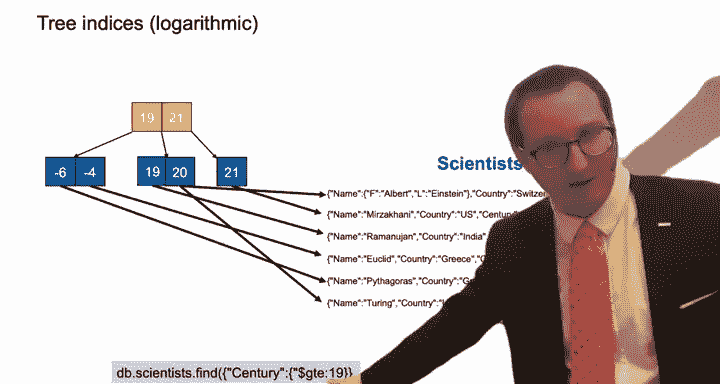 Tree indices (logarithmic)
19 21
-6 -4 19 20 21
Scientists
{"Name":{"F":"Albert","L":"Einstein"},"Country":"Switze
{"Name":"Mirzakhani","Country":"US","Century
{"Name":"Ramanujan","Country":"India"
{"Name":"Euclid","Country":"Greece","C
{"Name":"Pythagoras","Country":"Gr
{"Name":"Turing","Country":
db.scientists.find({"Century":{"$gte:19}}